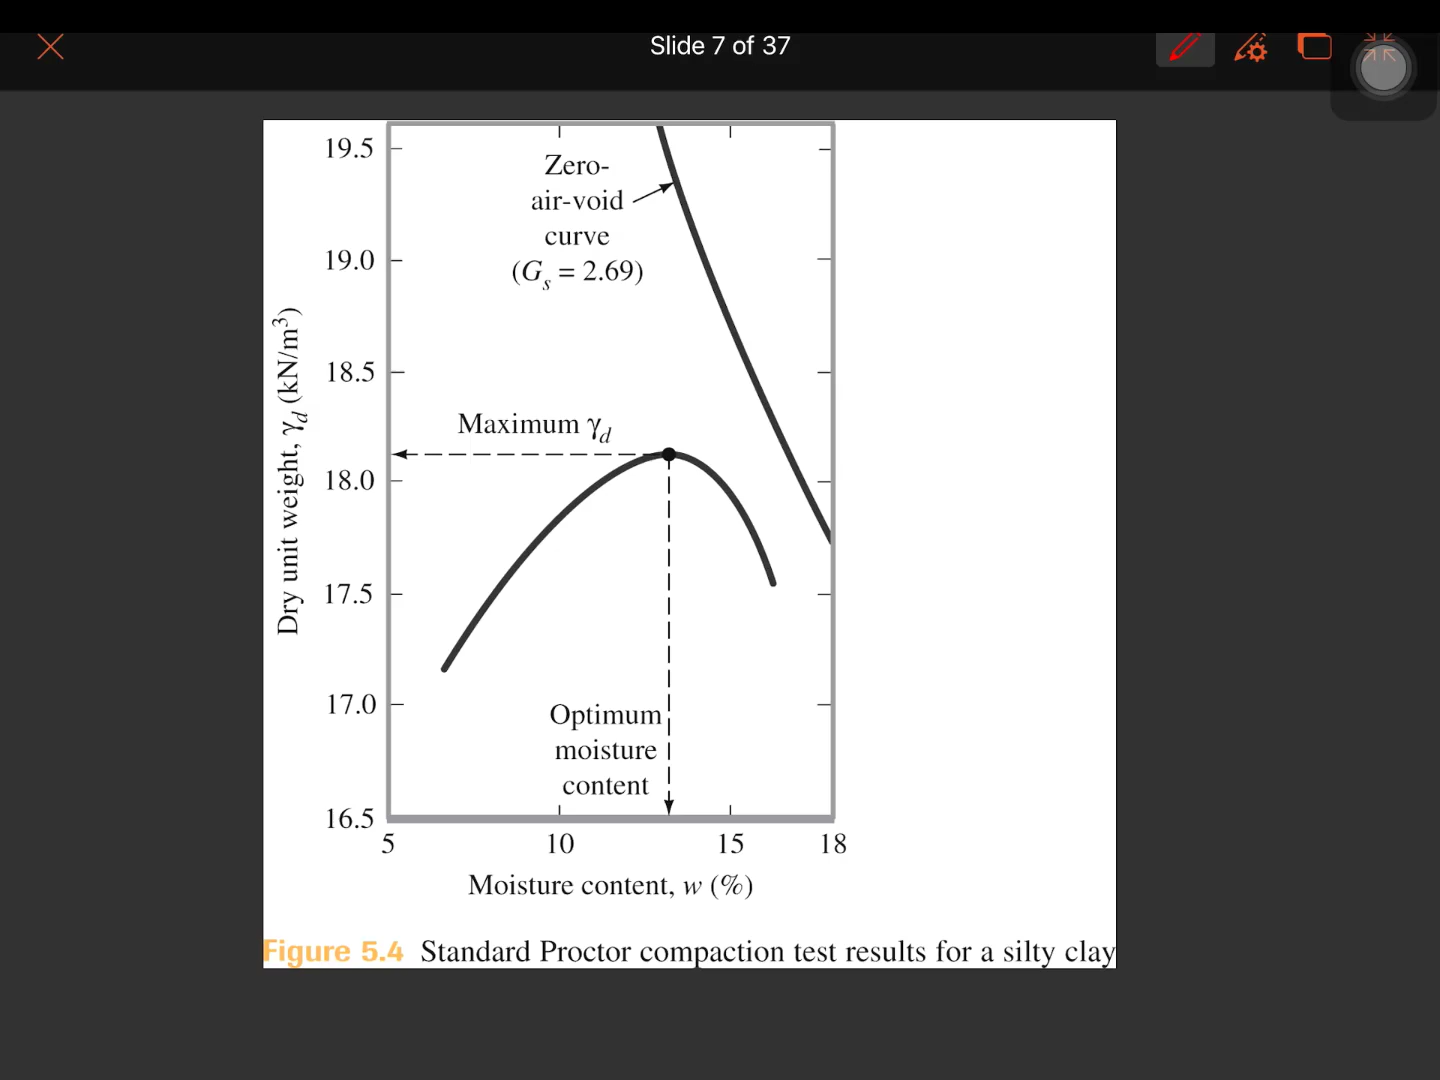 Slide 7 of 37
19.5
19.0
18.5
18.0
17.5
17.0
16.5
Dry unit weight, γd (kN/m³)
Zero-
air-void
curve
(Gs = 2.69)
Maximum γd
Optimum
moisture
content
5 10 15 18
Moisture content, w (%)
Figure 5.4 Standard Proctor compaction test results for a silty clay